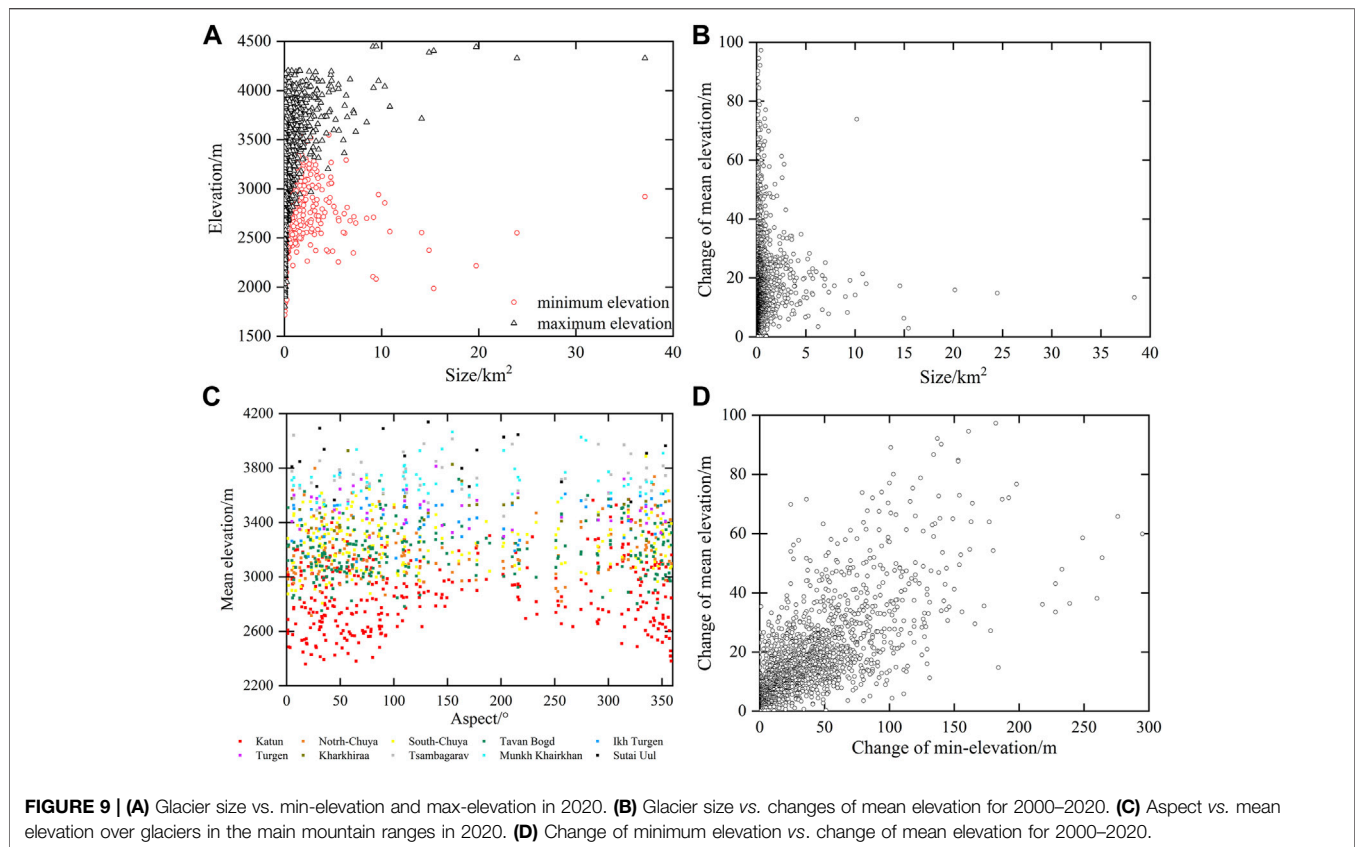 A
4500
4000
3500
3000
2500
2000
1500
Elevation/m
0
10
20
30
40
Size/km²
minimum elevation
maximum elevation
B
100
80
60
40
20
0
Change of mean elevation/m
0
5
10
15
20
25
30
35
40
Size/km²
C
4200
3800
3400
3000
2600
2200
Mean elevation/m
0
50
100
150
200
250
300
350
Aspect/°
Katun
Notrh-Chuya
South-Chuya
Tavan Bogd
Ikh Turgen
Turgen
Kharkhiraa
Tsambagarav
Munkh Khairkhan
Sutai Uul
D
100
80
60
40
20
0
Change of mean elevation/m
0
50
100
150
200
250
300
Change of min-elevation/m
FIGURE 9 | (A) Glacier size vs. min-elevation and max-elevation in 2020. (B) Glacier size vs. changes of mean elevation for 2000–2020. (C) Aspect vs. mean
elevation over glaciers in the main mountain ranges in 2020. (D) Change of minimum elevation vs. change of mean elevation for 2000–2020.